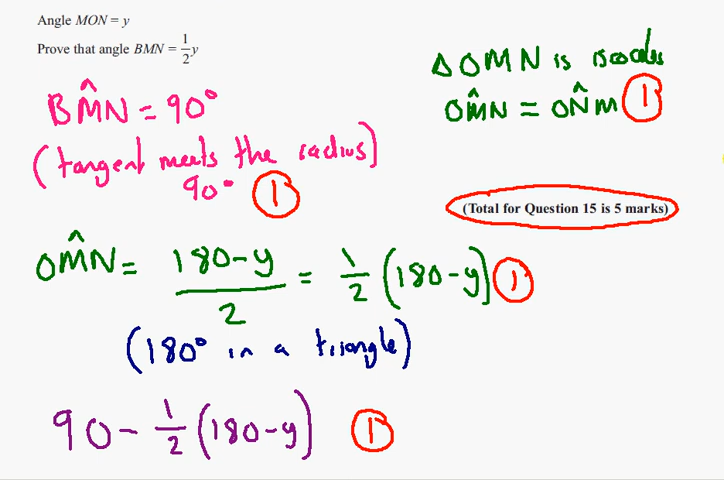 Angle MON = y
Prove that angle BMN = 1/2 y
BM̂N = 90°
(tangent meets the radius)
90° 1
Δ OMN is isosceles
OM̂N = ON̂M 1
(Total for Question 15 is 5 marks)
OM̂N = 180-y/2 = 1/2 (180-y) 1
(180° in a triangle)
90 - 1/2 (180-y) 1